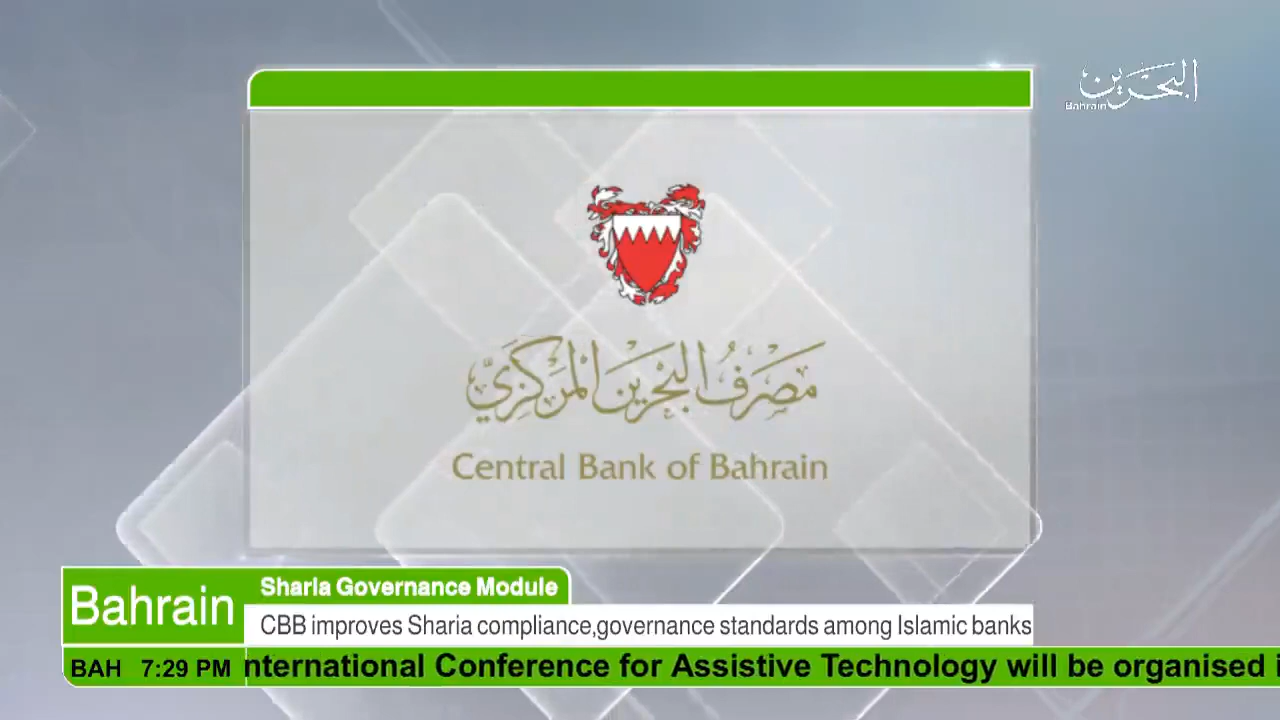 البحرين
Bahrain
مصرف البحرين المركزي
Central Bank of Bahrain
Bahrain
Sharia Governance Module
CBB improves Sharia compliance,governance standards among Islamic banks
BAH 7:29 PM
nternational Conference for Assistive Technology will be organised i